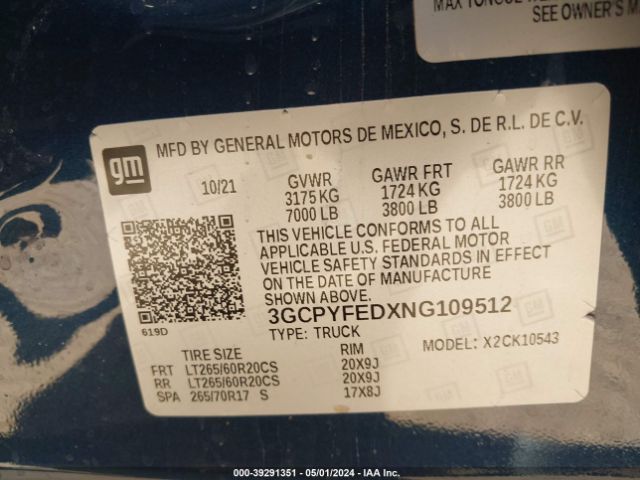 SEE OWNER'S M
MFD BY GENERAL MOTORS DE MEXICO, S. DE R.L. DE C.V.
gm
10/21 GVWR GAWR FRT GAWR RR
3175 KG 1724 KG 1724 KG
7000 LB 3800 LB 3800 LB
THIS VEHICLE CONFORMS TO ALL
APPLICABLE U.S. FEDERAL MOTOR
VEHICLE SAFETY STANDARDS IN EFFECT
ON THE DATE OF MANUFACTURE
SHOWN ABOVE.
619D
3GCPYFEDXNG109512
TYPE: TRUCK MODEL: X2CK10543
TIRE SIZE RIM
FRT LT265/60R20CS 20X9J
RR LT265/60R20CS 20X9J
SPA 265/70R17 S 17X8J
000-39291351 — 05/01/2024 — IAA Inc.